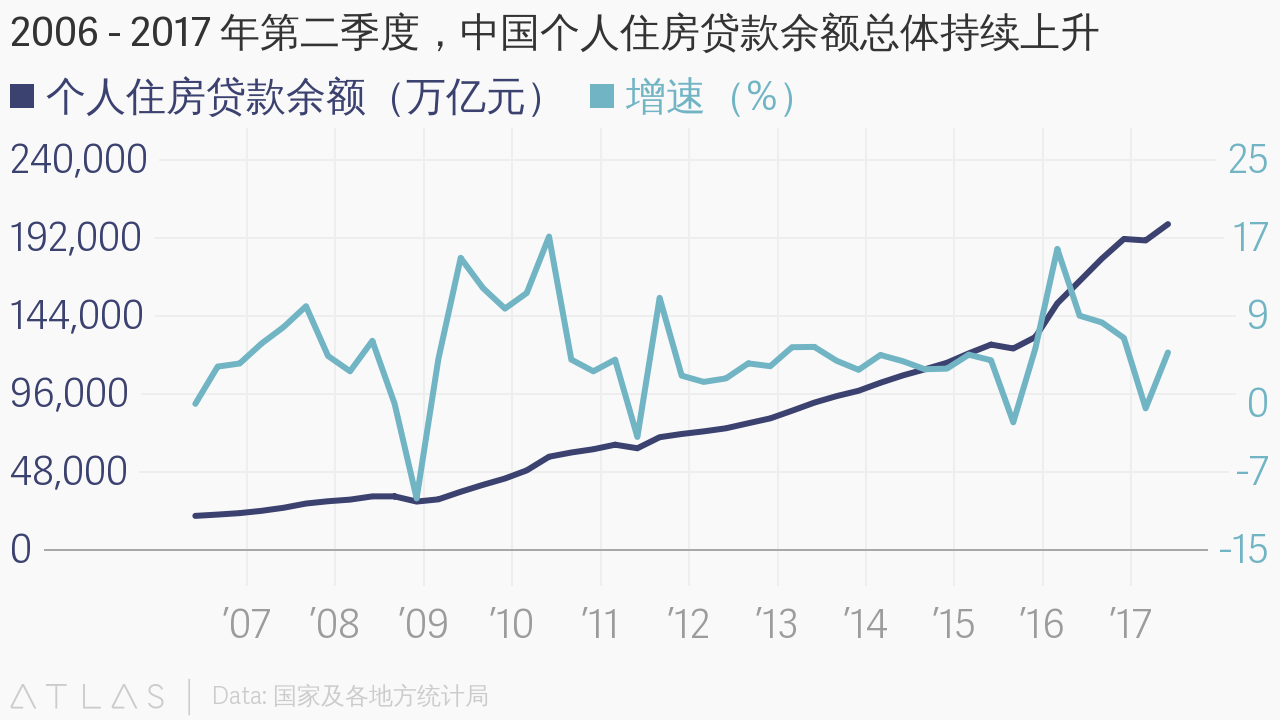 2006 - 2017 年第二季度，中国个人住房贷款余额总体持续上升
个人住房贷款余额（万亿元） 增速（%）
240,000 25
192,000 17
144,000 9
96,000 0
48,000 -7
0 -15
’07 ’08 ’09 ’10 ’11 ’12 ’13 ’14 ’15 ’16 ’17
ATLAS Data: 国家及各地方统计局